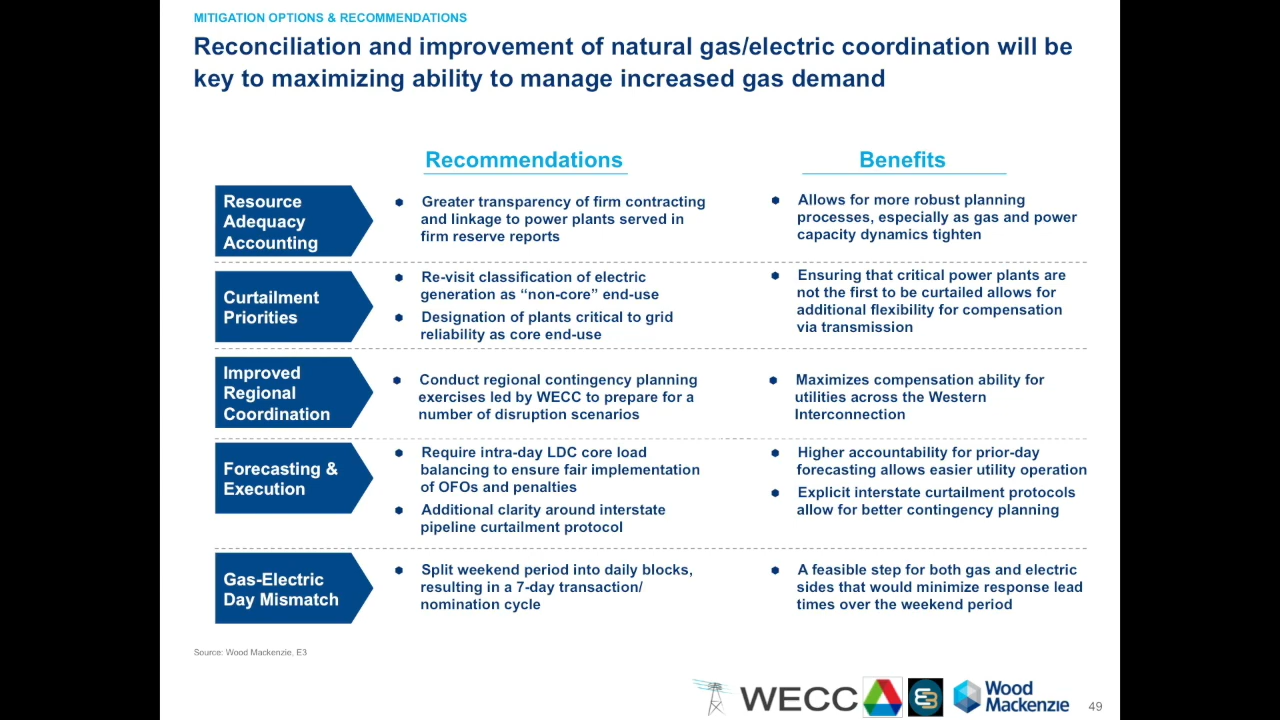 MITIGATION OPTIONS & RECOMMENDATIONS
Reconciliation and improvement of natural gas/electric coordination will be
key to maximizing ability to manage increased gas demand
Recommendations
Benefits
Resource
Adequacy
Accounting
Greater transparency of firm contracting
and linkage to power plants served in
firm reserve reports
Allows for more robust planning
processes, especially as gas and power
capacity dynamics tighten
Curtailment
Priorities
Re-visit classification of electric
generation as “non-core” end-use
Designation of plants critical to grid
reliability as core end-use
Ensuring that critical power plants are
not the first to be curtailed allows for
additional flexibility for compensation
via transmission
Improved
Regional
Coordination
Conduct regional contingency planning
exercises led by WECC to prepare for a
number of disruption scenarios
Maximizes compensation ability for
utilities across the Western
Interconnection
Forecasting &
Execution
Require intra-day LDC core load
balancing to ensure fair implementation
of OFOs and penalties
Additional clarity around interstate
pipeline curtailment protocol
Higher accountability for prior-day
forecasting allows easier utility operation
Explicit interstate curtailment protocols
allow for better contingency planning
Gas-Electric
Day Mismatch
Split weekend period into daily blocks,
resulting in a 7-day transaction/
nomination cycle
A feasible step for both gas and electric
sides that would minimize response lead
times over the weekend period
Source: Wood Mackenzie, E3
WECC
E3
Wood
Mackenzie
49